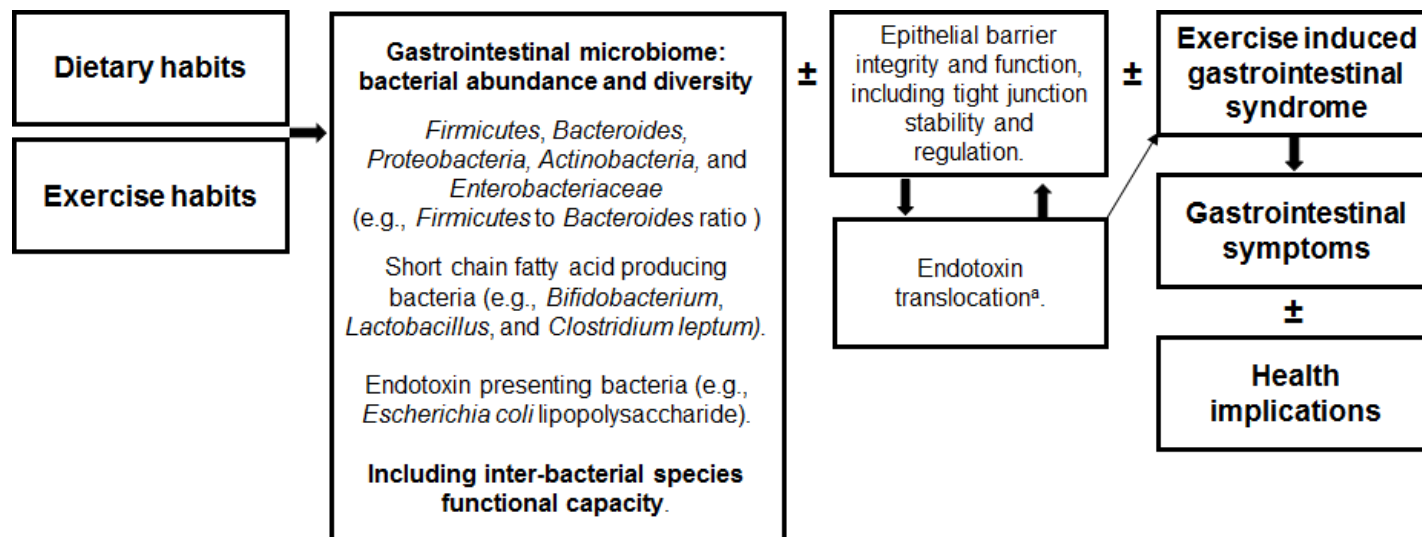 Dietary habits
Exercise habits
Gastrointestinal microbiome:
bacterial abundance and diversity
Firmicutes, Bacteroides,
Proteobacteria, Actinobacteria, and
Enterobacteriaceae
(e.g., Firmicutes to Bacteroides ratio )
Short chain fatty acid producing
bacteria (e.g., Bifidobacterium,
Lactobacillus, and Clostridium leptum).
Endotoxin presenting bacteria (e.g.,
Escherichia coli lipopolysaccharide).
Including inter-bacterial species
functional capacity.
±
Epithelial barrier
integrity and function,
including tight junction
stability and
regulation.
Endotoxin
translocationᵃ.
±
Exercise induced
gastrointestinal
syndrome
Gastrointestinal
symptoms
±
Health
implications